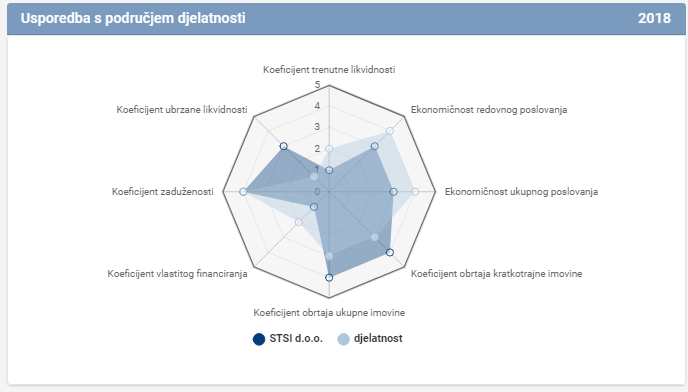 Usporedba s područjem djelatnosti 2018
Koeficijent trenutne likvidnosti
5
Koeficijent ubrzane likvidnosti
Ekonomičnost redovnog poslovanja
4
3
2
1
Koeficijent zaduženosti
0
Ekonomičnost ukupnog poslovanja
Koeficijent vlastitog financiranja
Koeficijent obrtaja kratkotrajne imovine
Koeficijent obrtaja ukupne imovine
STSI d.o.o. djelatnost